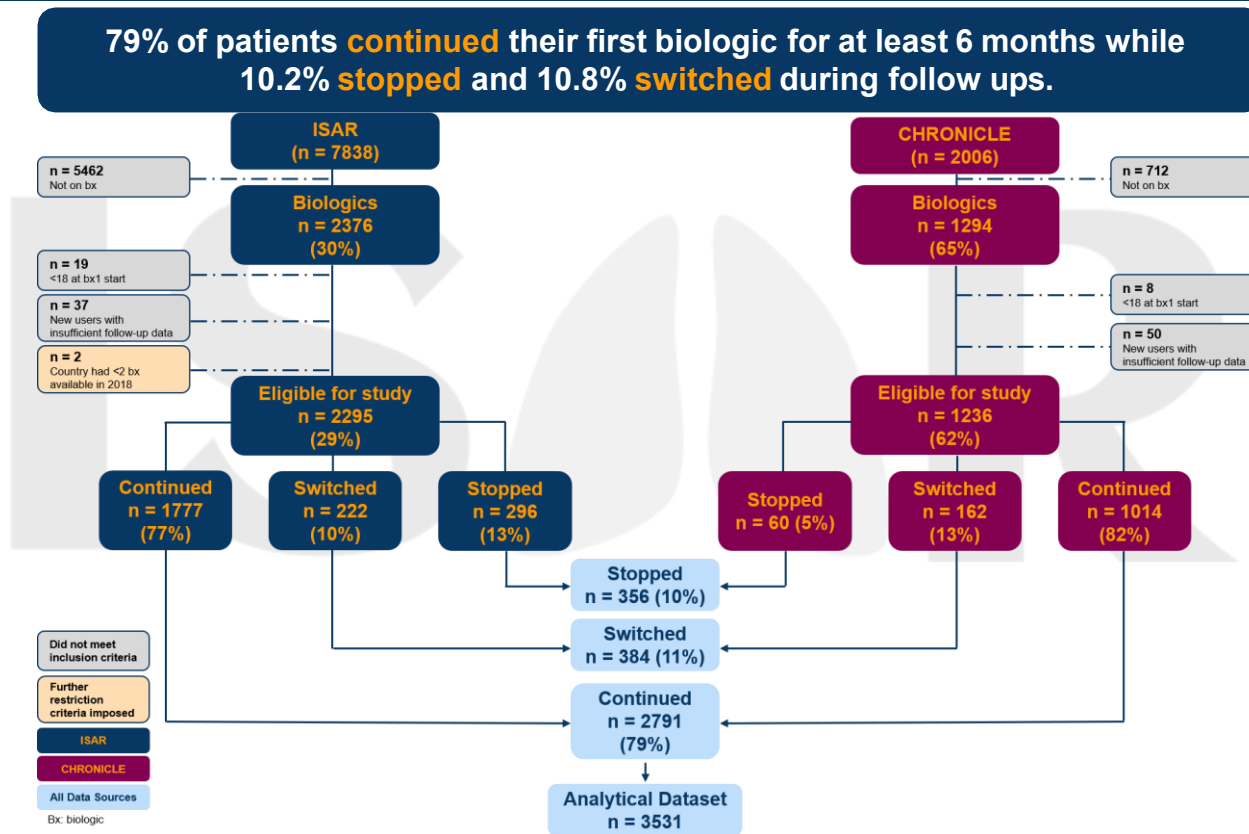 79% of patients continued their first biologic for at least 6 months while
10.2% stopped and 10.8% switched during follow ups.
ISAR
(n = 7838)
CHRONICLE
(n = 2006)
n = 5462
Not on bx
n = 712
Not on bx
Biologics
n = 2376
(30%)
Biologics
n = 1294
(65%)
n = 19
<18 at bx1 start
n = 37
New users with
insufficient follow-up data
n = 2
Country had <2 bx
available in 2018
n = 8
<18 at bx1 start
n = 50
New users with
insufficient follow-up data
Eligible for study
n = 2295
(29%)
Eligible for study
n = 1236
(62%)
Continued
n = 1777
(77%)
Switched
n = 222
(10%)
Stopped
n = 296
(13%)
Stopped
n = 60 (5%)
Switched
n = 162
(13%)
Continued
n = 1014
(82%)
Stopped
n = 356 (10%)
Switched
n = 384 (11%)
Continued
n = 2791
(79%)
Analytical Dataset
n = 3531
Did not meet
inclusion criteria
Further
restriction
criteria imposed
ISAR
CHRONICLE
All Data Sources
Bx: biologic
IS R